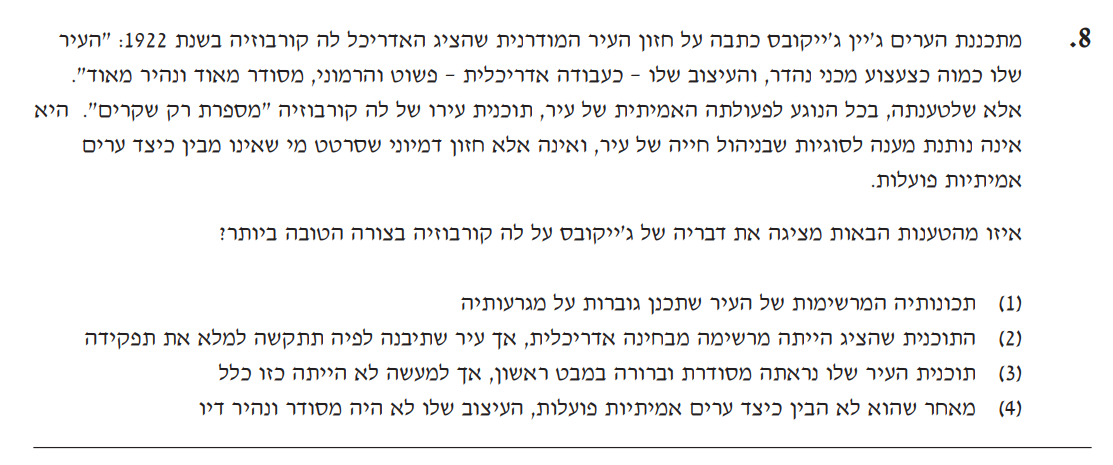 8. מתכננת הערים ג'יין ג'ייקובס כתבה על חזון העיר המודרנית שהציג האדריכל לה קורבוזיה בשנת 1922: "העיר
שלו כמוה כצעצוע מכני נהדר, והעיצוב שלו – כעבודה אדריכלית – פשוט והרמוני, מסודר מאוד ונהיר מאוד".
אלא שלטענתה, בכל הנוגע לפעולתה האמיתית של עיר, תוכנית עירו של לה קורבוזיה "מספרת רק שקרים". היא
אינה נותנת מענה לסוגיות שבניהול חייה של עיר, ואינה אלא חזון דמיוני שסרטט מי שאינו מבין כיצד ערים
אמיתיות פועלות.
איזו מהטענות הבאות מציגה את דבריה של ג'ייקובס על לה קורבוזיה בצורה הטובה ביותר?
(1) תכונותיה המרשימות של העיר שתכנן גוברות על מגרעותיה
(2) התוכנית שהציג הייתה מרשימה מבחינה אדריכלית, אך עיר שתיבנה לפיה תתקשה למלא את תפקידה
(3) תוכנית העיר שלו נראתה מסודרת וברורה במבט ראשון, אך למעשה לא הייתה כזו כלל
(4) מאחר שהוא לא הבין כיצד ערים אמיתיות פועלות, העיצוב שלו לא היה מסודר ונהיר דיו